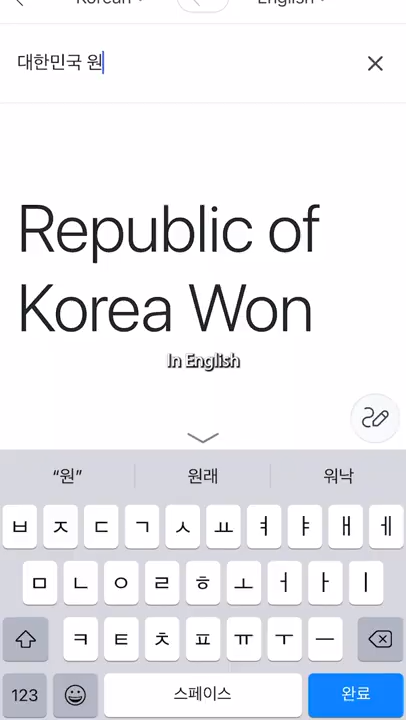 Korean
English
대한민국 원
Republic of
Korea Won
In English
“원” 원래 워낙
ㅂ ㅈ ㄷ ㄱ ㅅ ㅛ ㅕ ㅑ ㅐ ㅔ
ㅁ ㄴ ㅇ ㄹ ㅎ ㅗ ㅓ ㅏ ㅣ
ㅋ ㅌ ㅊ ㅍ ㅠ ㅜ ㅡ
123 스페이스 완료